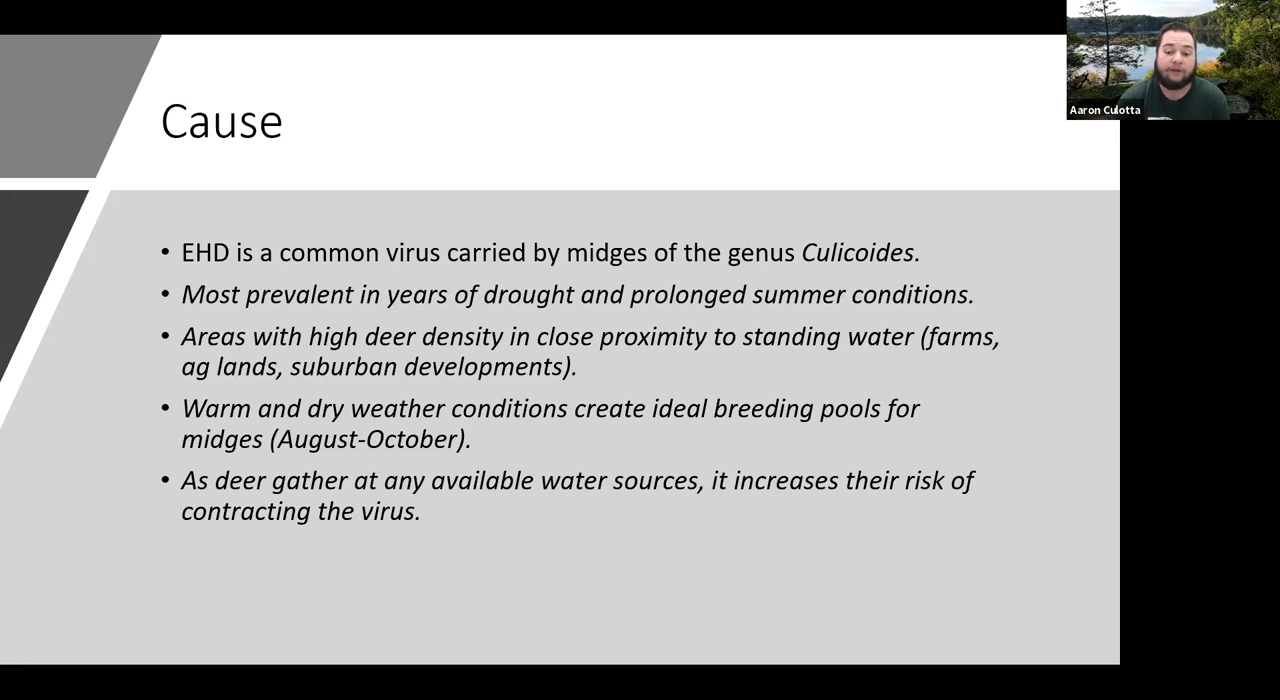 Aaron Culotta
Cause
• EHD is a common virus carried by midges of the genus Culicoides.
• Most prevalent in years of drought and prolonged summer conditions.
• Areas with high deer density in close proximity to standing water (farms,
ag lands, suburban developments).
• Warm and dry weather conditions create ideal breeding pools for
midges (August-October).
• As deer gather at any available water sources, it increases their risk of
contracting the virus.